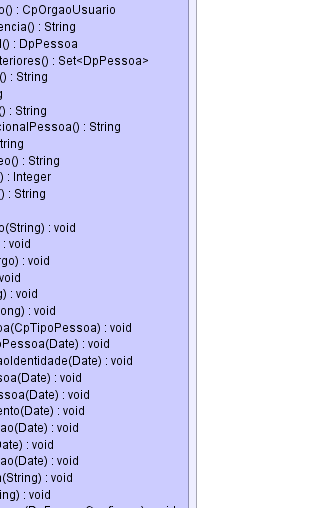 o() : CpOrgaoUsuario
encia() : String
l() : DpPessoa
teriores() : Set<DpPessoa>
() : String
g
() : String
cionalPessoa() : String
tring
eo() : String
) : Integer
() : String
o(String) : void
: void
rgo) : void
void
g) : void
ong) : void
oa(CpTipoPessoa) : void
oPessoa(Date) : void
aoIdentidade(Date) : void
soa(Date) : void
ssoa(Date) : void
ento(Date) : void
ao(Date) : void
Date) : void
ao(Date) : void
a(String) : void
ing) : void